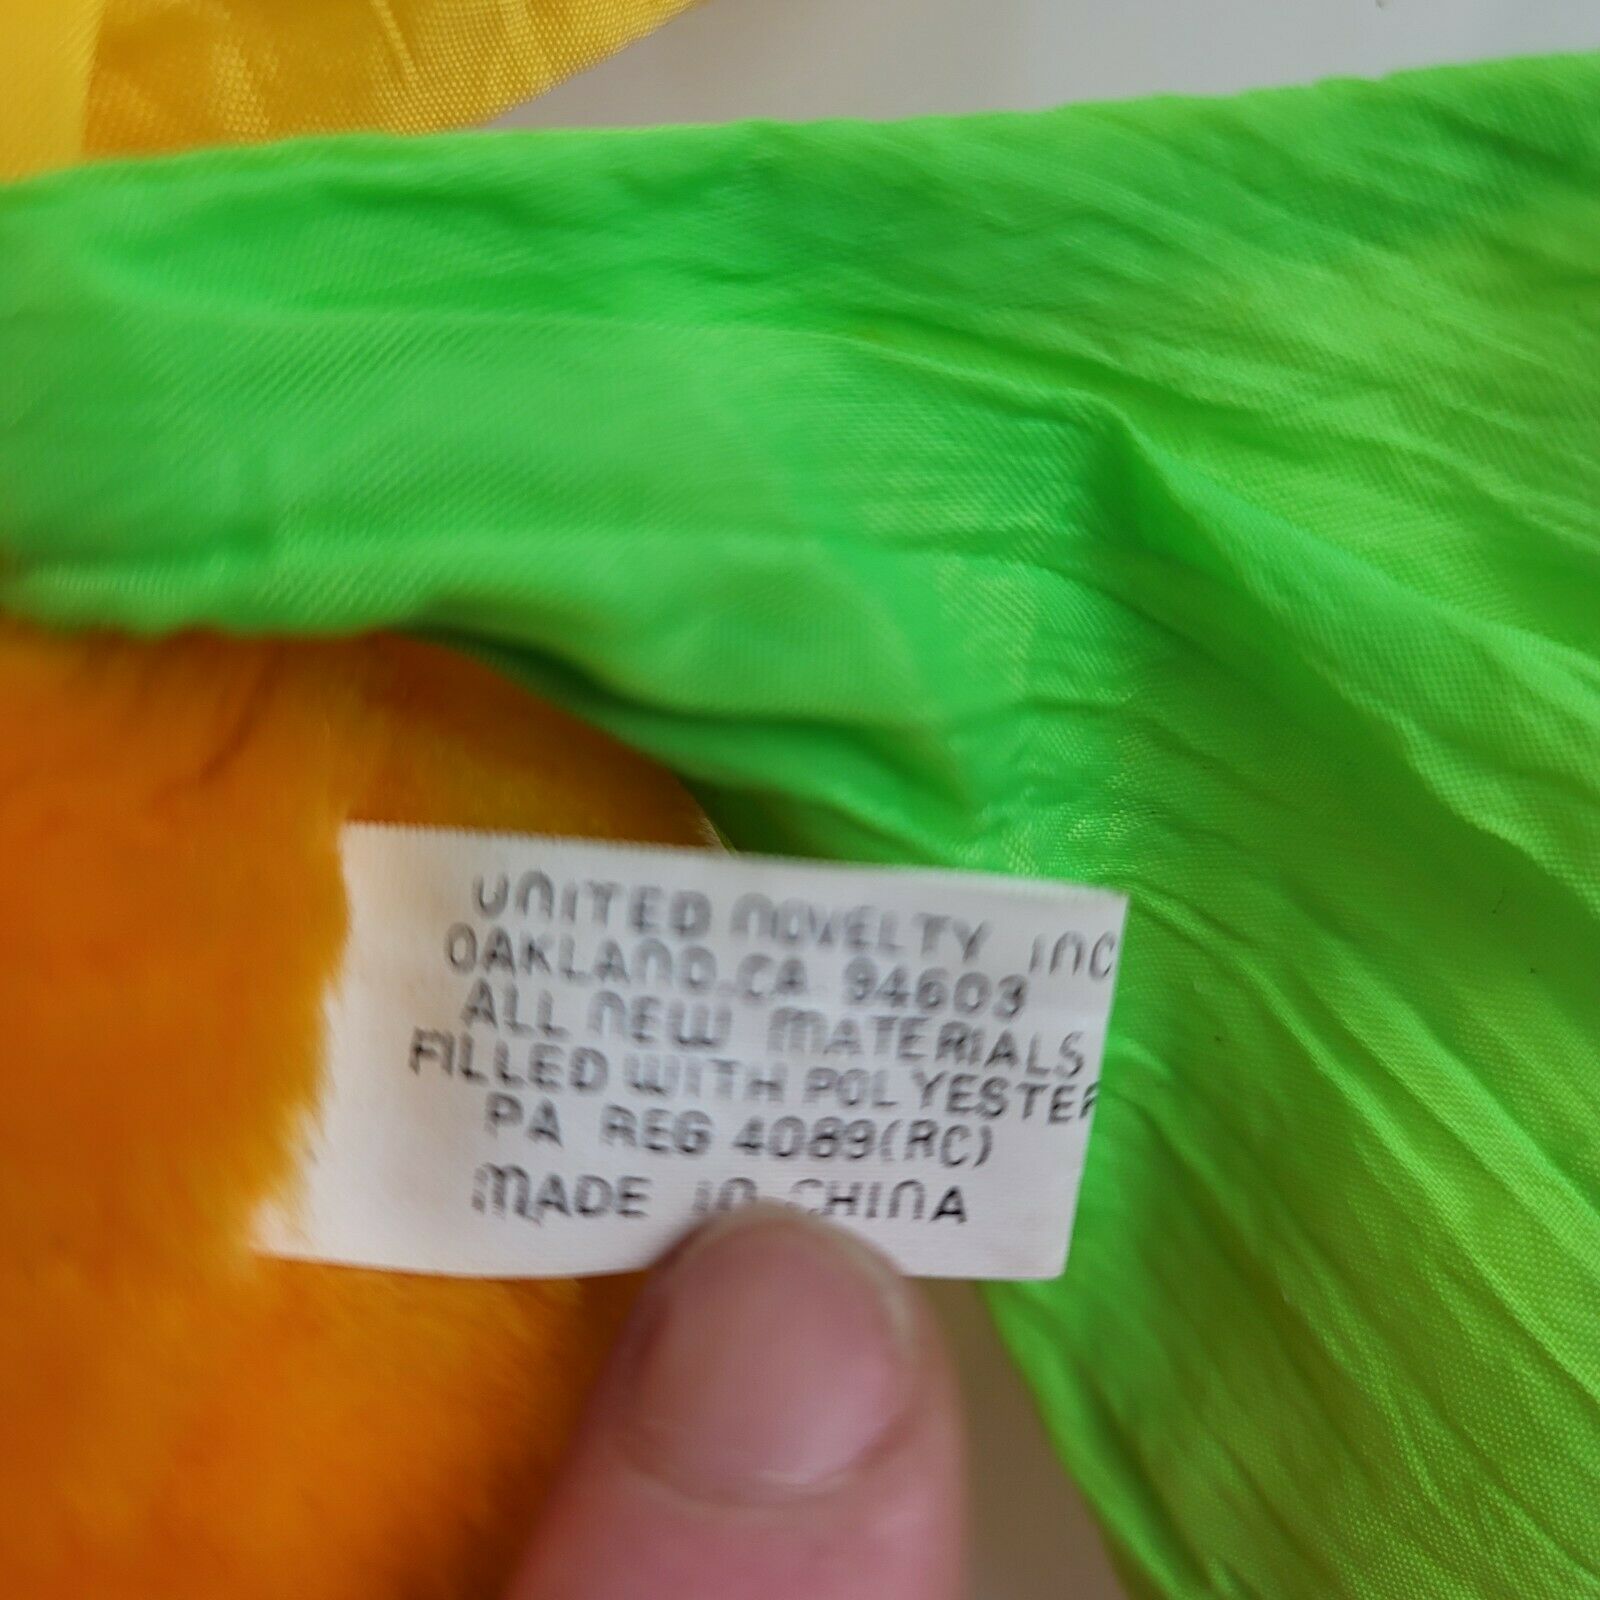 UNITED NOVELTY INC
OAKLAND.CA 94603
ALL NEW MATERIALS
FILLED WITH POLYESTER
PA REG 4089(RC)
MADE IN CHINA